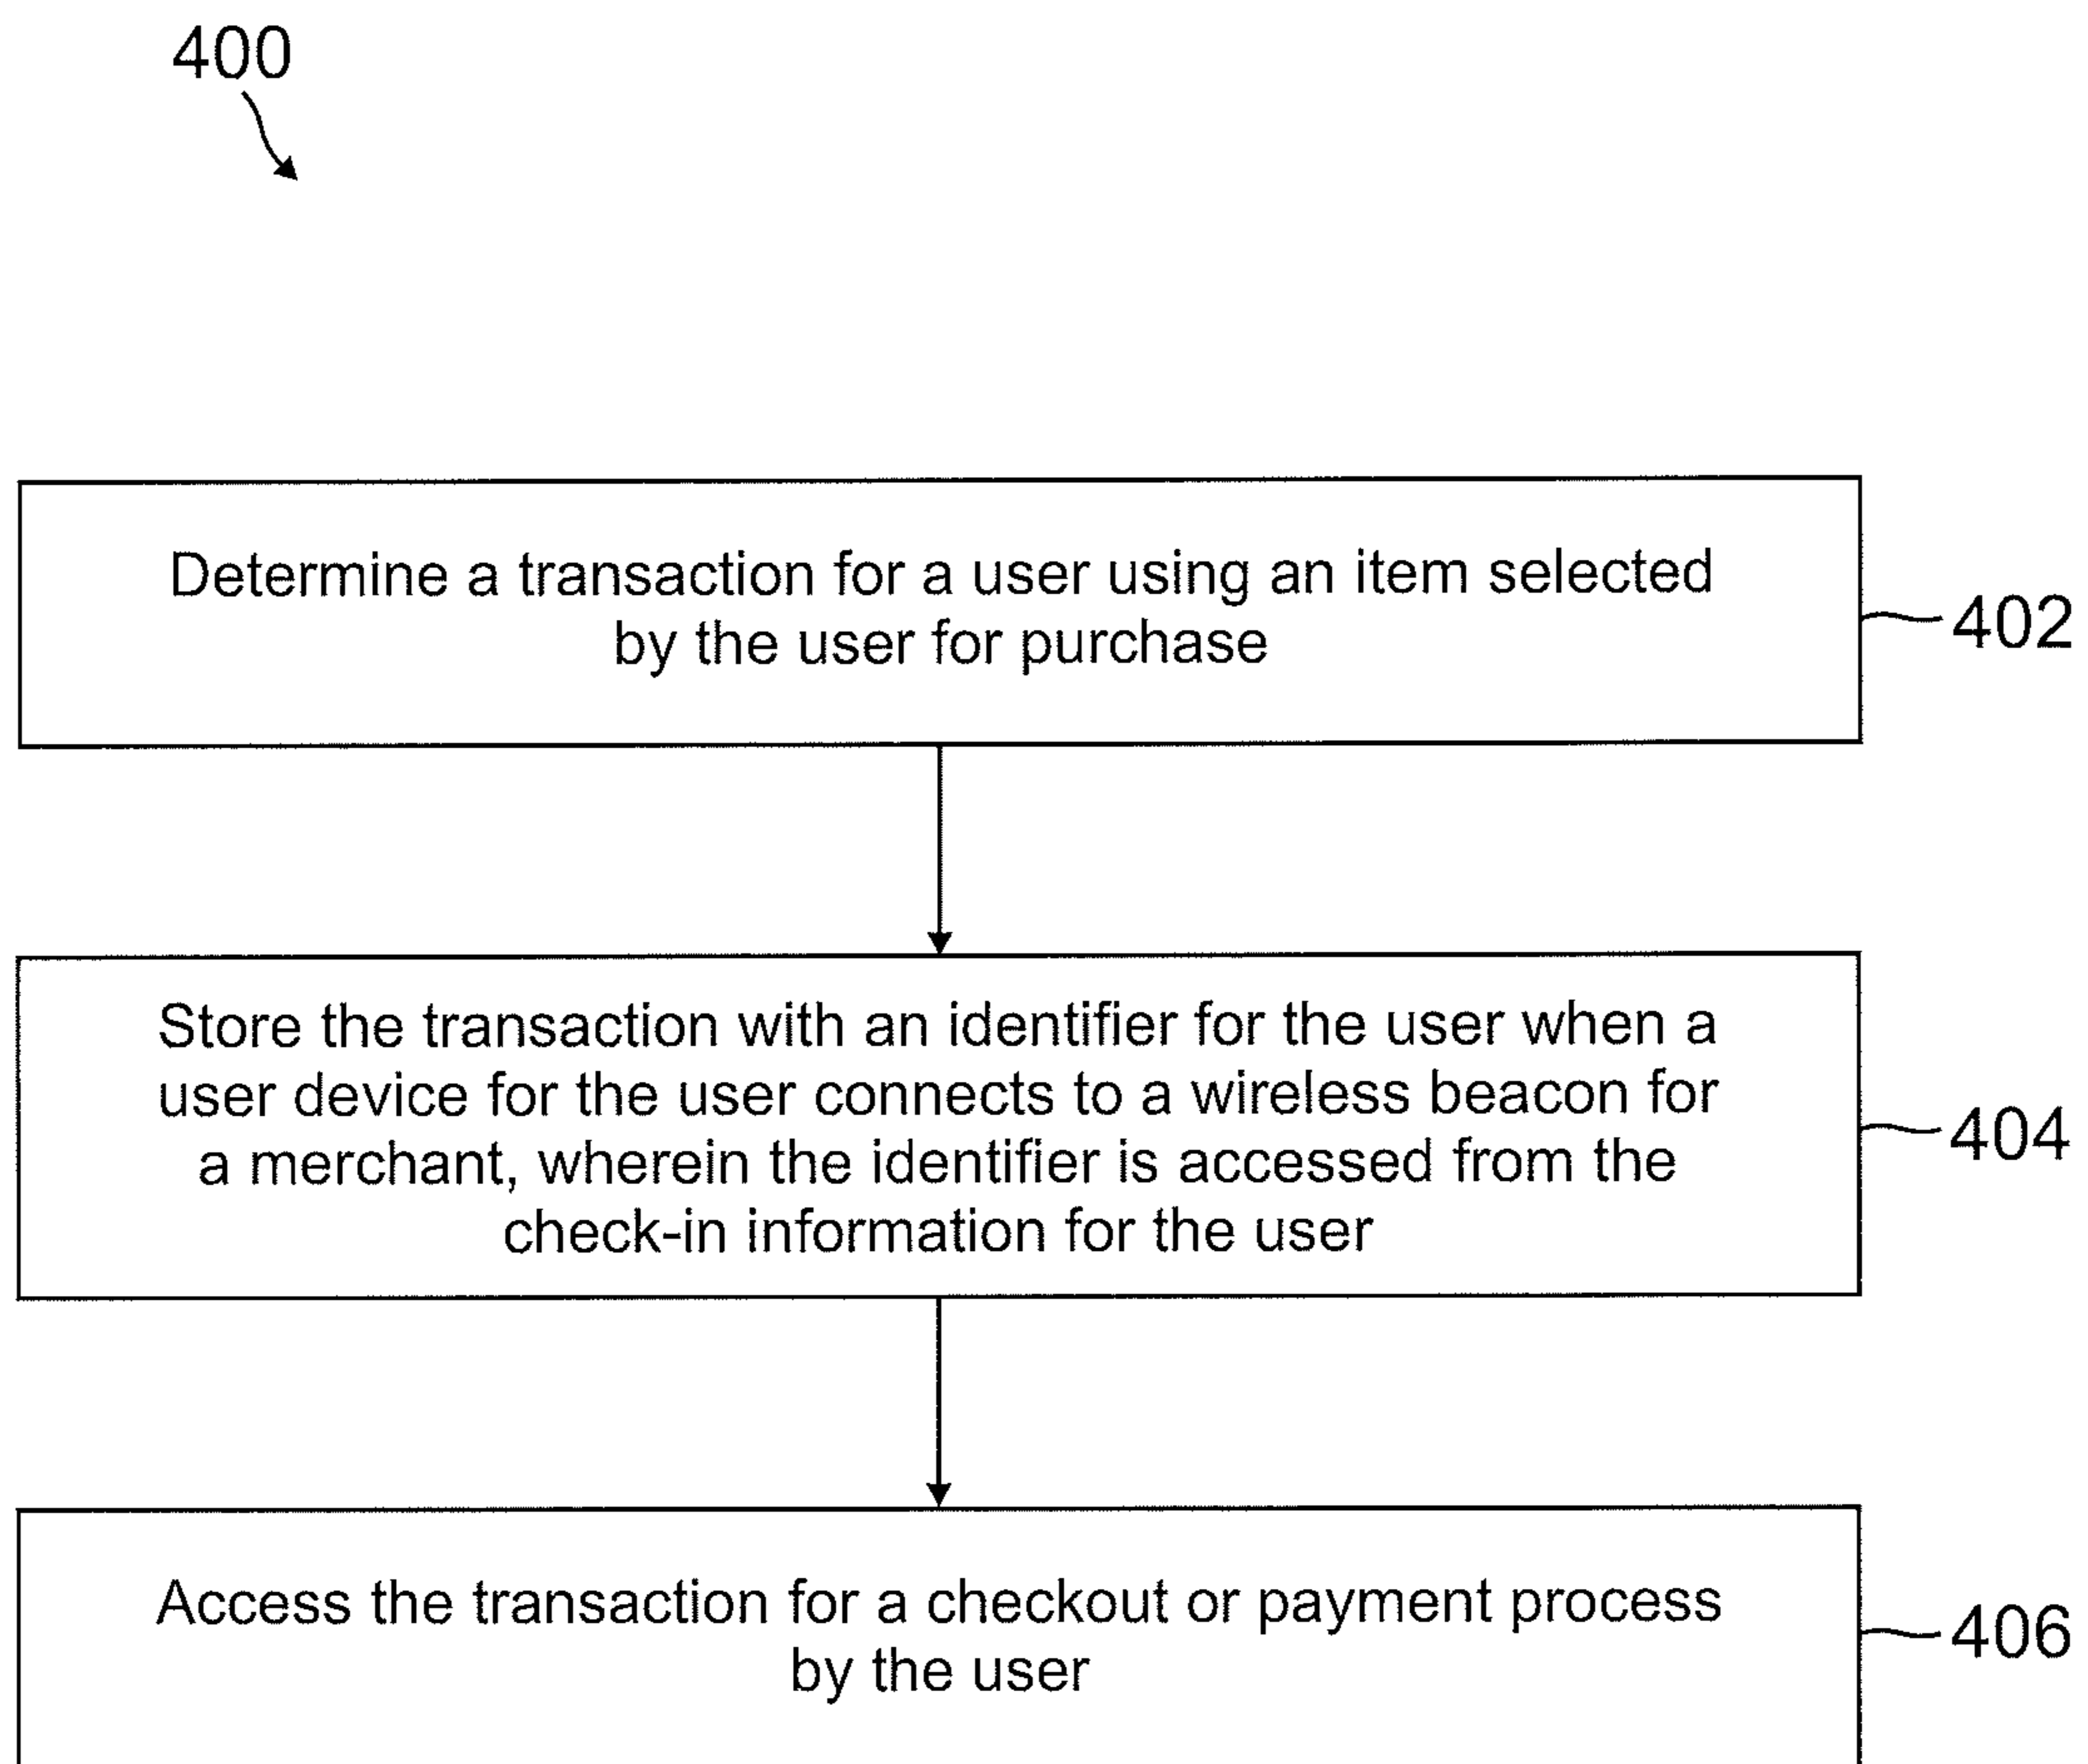 400
Determine a transaction for a user using an item selected
by the user for purchase
402
Store the transaction with an identifier for the user when a
user device for the user connects to a wireless beacon for
a merchant, wherein the identifier is accessed from the
check-in information for the user
404
Access the transaction for a checkout or payment process
by the user
406